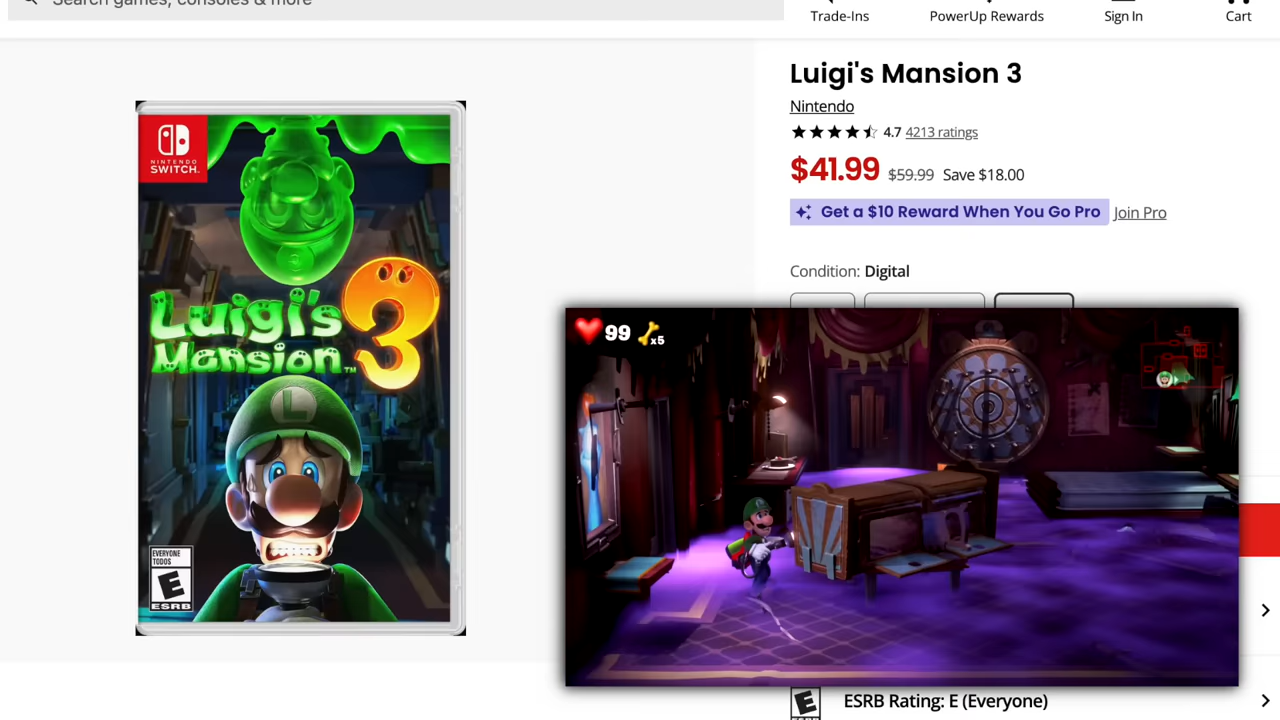 Search games, consoles & more
Trade-Ins
PowerUp Rewards
Sign In
Cart
Luigi's Mansion 3
Nintendo
4.7 4213 ratings
$41.99 $59.99 Save $18.00
Get a $10 Reward When You Go Pro Join Pro
Condition: Digital
NINTENDO
SWITCH™
Luigi's
Mansion™ 3
L
EVERYONE
TODOS
E
ESRB
99
x5
E
ESRB Rating: E (Everyone)